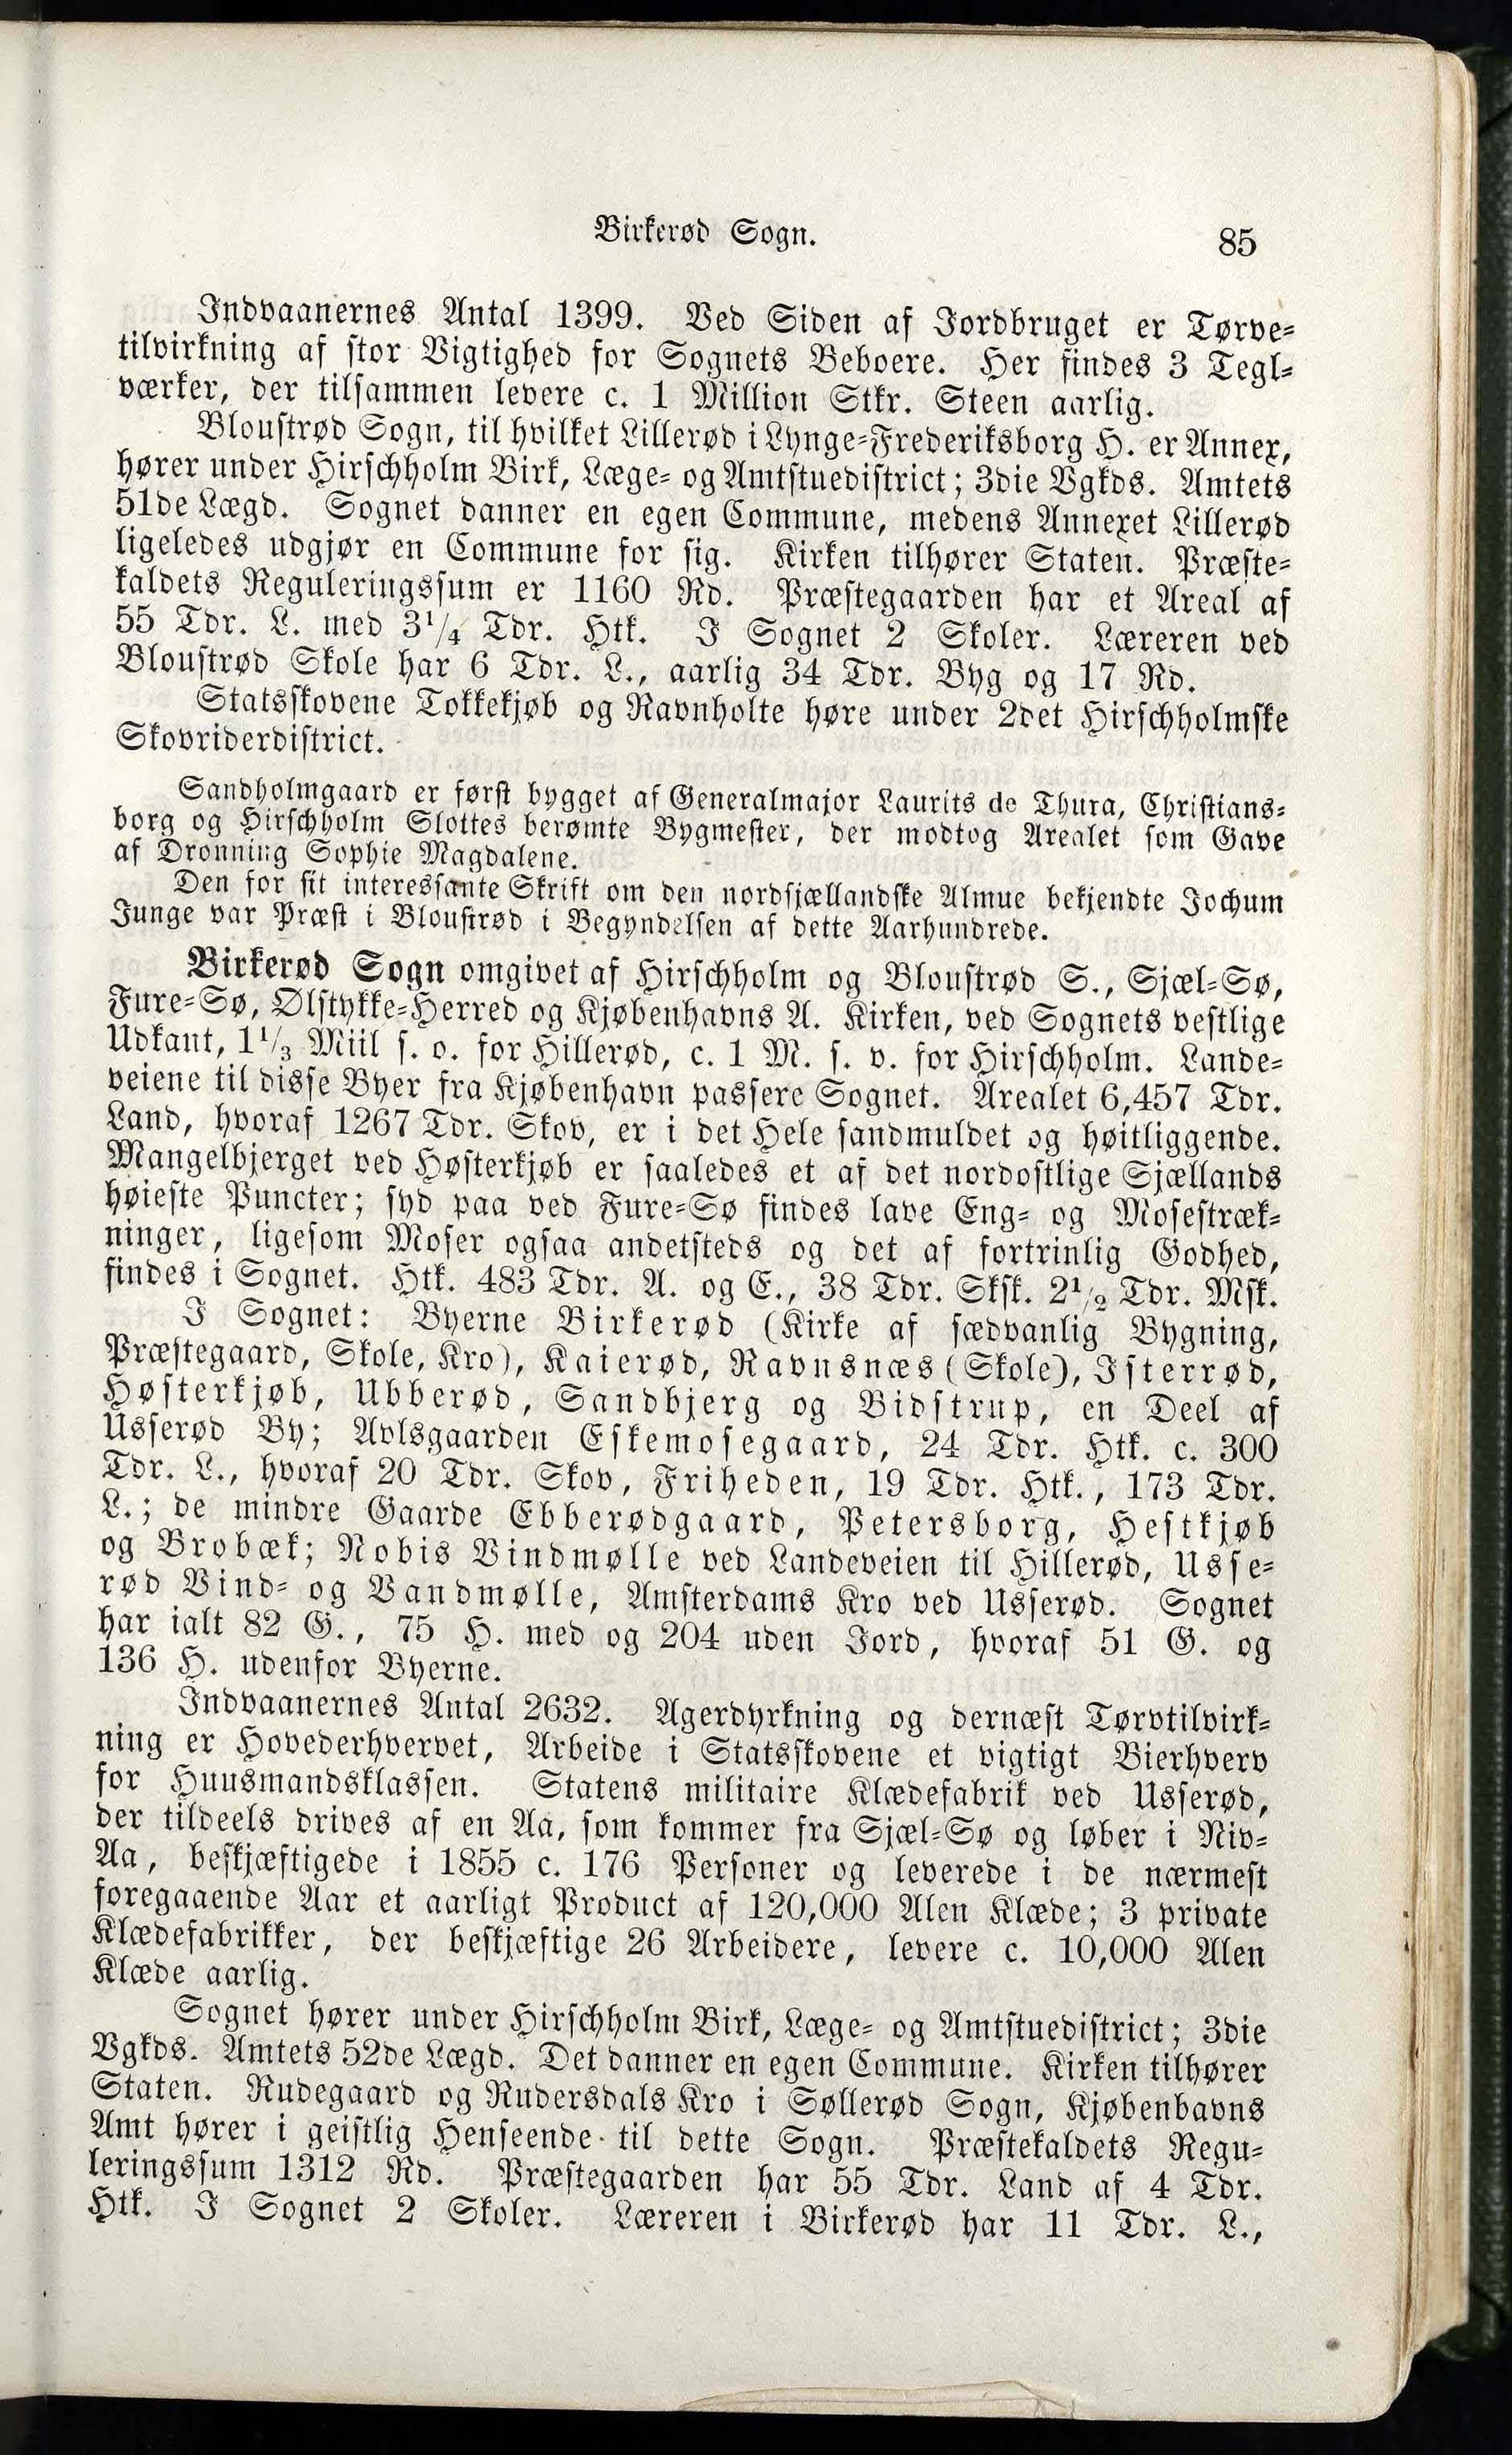 Birkerød Sogn.
85
Indvaanernes Antal 1399. Ved Siden af Jordbruget er Tørve-
tilvirkning af stor Vigtighed for Sognets Beboere. Her findes 3 Tegl-
værker, der tilsammen levere c. 1 Million Stkr. Steen aarlig.
Bloustrød Sogn, til hvilket Lillerød i Lynge-Frederiksborg H. er Annex,
hører under Hirschholm Birk, Læge- og Amtstuedistrict; 3die Vgkds. Amtets
51de Lægd. Sognet danner en egen Commune, medens Annexet Lillerød
ligeledes udgjør en Commune for sig. Kirken tilhører Staten. Præste-
kaldets Reguleringssum er 1160 Rd. Præstegaarden har et Areal af
55 Tdr. L. med 3¹/₄ Tdr. Htk. I Sognet 2 Skoler. Læreren ved
Bloustrød Skole har 6 Tdr. L., aarlig 34 Tdr. Byg og 17 Rd.
Statsskovene Tokkekjøb og Ravnholte høre under 2det Hirschholmske
Skovriderdistrict.
Sandholmgaard er først bygget af Generalmajor Laurits de Thura, Christians-
borg og Hirschholm Slottes berømte Bygmester, der modtog Arealet som Gave
af Dronning Sophie Magdalene.
Den for sit interessante Skrift om den nordsjællandske Almue bekjendte Jochum
Junge var Præst i Bloustrød i Begyndelsen af dette Aarhundrede.
Birkerød Sogn omgivet af Hirschholm og Bloustrød S., Sjæl-Sø,
Fure-Sø, Ølstykke-Herred og Kjøbenhavns A. Kirken, ved Sognets vestlige
Udkant, 1¹/₃ Miil s. o. for Hillerød, c. 1 M. s. v. for Hirschholm. Lande-
veiene til disse Byer fra Kjøbenhavn passere Sognet. Arealet 6,457 Tdr.
Land, hvoraf 1267 Tdr. Skov, er i det Hele sandmuldet og høitliggende.
Mangelbjerget ved Høsterkjøb er saaledes et af det nordostlige Sjællands
høieste Puncter; syd paa ved Fure-Sø findes lave Eng- og Mosestræk-
ninger, ligesom Moser ogsaa andetsteds og det af fortrinlig Godhed,
findes i Sognet. Htk. 483 Tdr. A. og E., 38 Tdr. Sksk. 2¹/₂ Tdr. Msk.
I Sognet: Byerne Birkerød (Kirke af sædvanlig Bygning,
Præstegaard, Skole, Kro), Kaierød, Ravnsnæs (Skole), Isterrød,
Høsterkjøb, Ubberød, Sandbjerg og Bidstrup, en Deel af
Usserød By; Avlsgaarden Eskemosegaard, 24 Tdr. Htk. c. 300
Tdr. L., hvoraf 20 Tdr. Skov, Friheden, 19 Tdr. Htk., 173 Tdr.
L.; de mindre Gaarde Ebberødgaard, Petersborg, Hestkjøb
og Brobæk; Nobis Vindmølle ved Landeveien til Hillerød, Usse-
rød Vind- og Vandmølle, Amsterdams Kro ved Usserød. Sognet
har ialt 82 G., 75 H. med og 204 uden Jord, hvoraf 51 G. og
136 H. udenfor Byerne.
Indvaanernes Antal 2632. Agerdyrkning og dernæst Tørvtilvirk-
ning er Hovederhvervet, Arbeide i Statsskovene et vigtigt Bierhverv
for Huusmandsklassen. Statens militaire Klædefabrik ved Usserød,
der tildeels drives af en Aa, som kommer fra Sjæl-Sø og løber i Niv-
Aa, beskjæftigede i 1855 c. 176 Personer og leverede i de nærmest
foregaaende Aar et aarligt Product af 120,000 Alen Klæde; 3 private
Klædefabrikker, der beskjæftige 26 Arbeidere, levere c. 10,000 Alen
Klæde aarlig.
Sognet hører under Hirschholm Birk, Læge- og Amtstuedistrict; 3die
Vgkds. Amtets 52de Lægd. Det danner en egen Commune. Kirken tilhører
Staten. Rudegaard og Rudersdals Kro i Søllerød Sogn, Kjøbenhavns
Amt hører i geistlig Henseende til dette Sogn. Præstekaldets Regu-
leringssum 1312 Rd. Præstegaarden har 55 Tdr. Land af 4 Tdr.
Htk. I Sognet 2 Skoler. Læreren i Birkerød har 11 Tdr. L.,